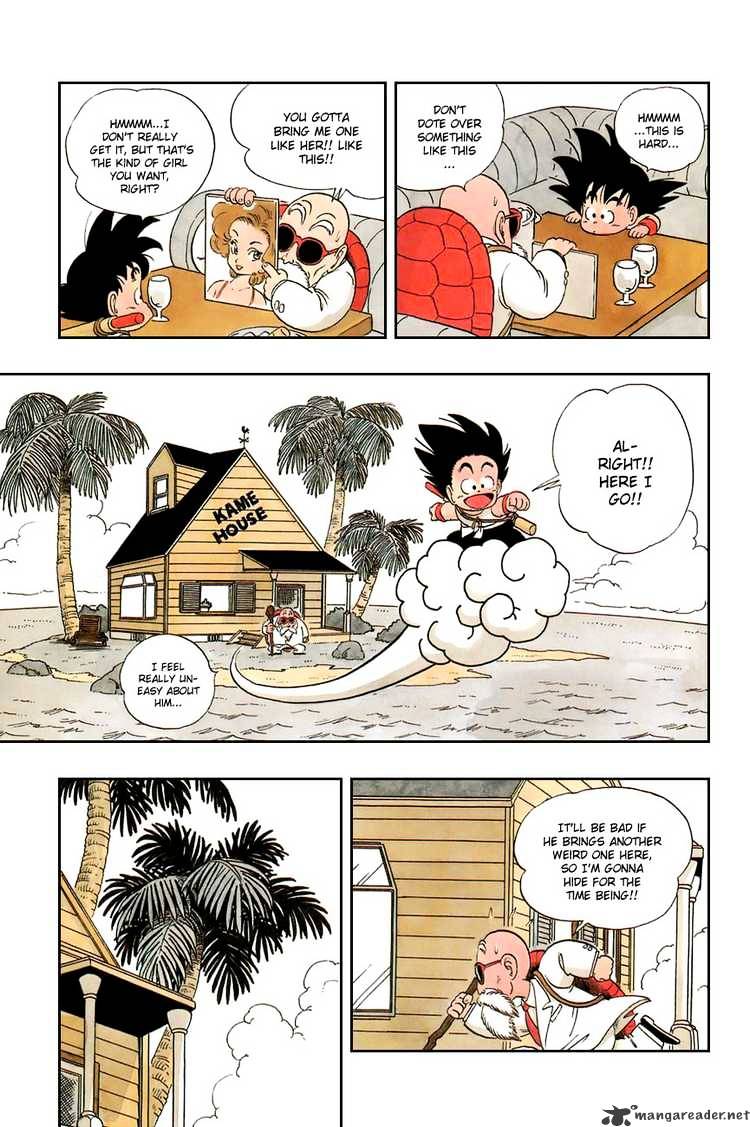 HMMMM
...THIS IS
HARD...
DON'T
DOTE OVER
SOMETHING
LIKE THIS
...
YOU GOTTA
BRING ME ONE
LIKE HER!! LIKE
THIS!!
HMMMM...I
DON'T REALLY
GET IT, BUT THAT'S
THE KIND OF GIRL
YOU WANT,
RIGHT?
AL-
RIGHT!!
HERE I
GO!!
KAME
HOUSE
I FEEL
REALLY UN-
EASY ABOUT
HIM...
IT'LL BE BAD IF
HE BRINGS ANOTHER
WEIRD ONE HERE,
SO I'M GONNA
HIDE FOR THE
TIME BEING!!
mangareader.net